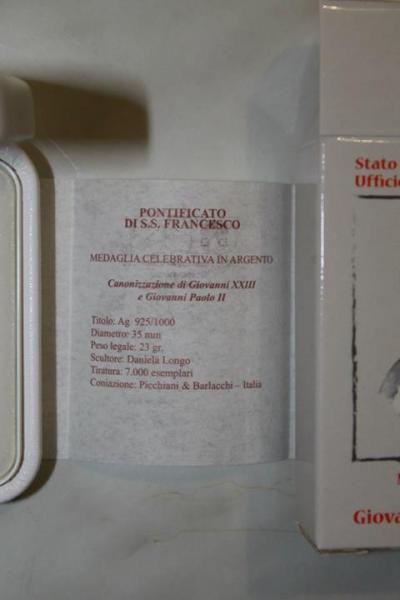 PONTIFICATO
DI S.S. FRANCESCO
MEDAGLIA CELEBRATIVA IN ARGENTO
Canonizzazione di Giovanni XXIII
e Giovanni Paolo II
Titolo: Ag 925/1000
Diametro: 35 mm
Peso legale: 23 gr.
Scultore: Daniela Longo
Tiratura: 7.000 esemplari
Coniazione: Picchiani & Barlacchi – Italia
Stato
Uffici
Giova